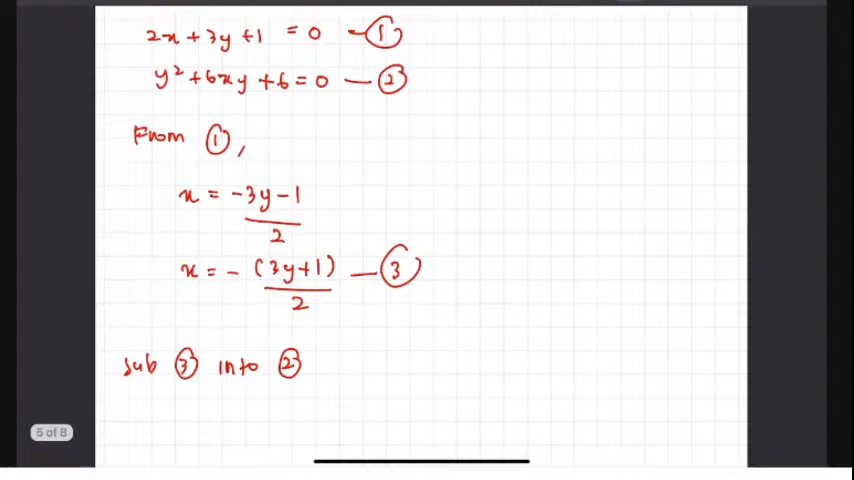 2x + 3y + 1 = 0 — ①
y² + 6xy + 6 = 0 — ②
From ①,
x = -3y - 1
2
x = - (3y + 1) — ③
2
sub ③ into ②
5 of 8